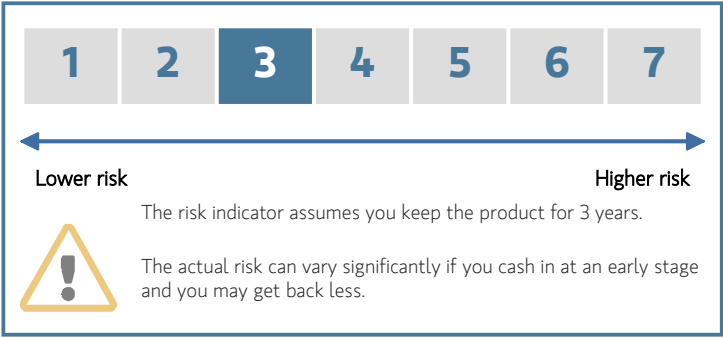 1 2 3 4 5 6 7
Lower risk Higher risk
The risk indicator assumes you keep the product for 3 years.
The actual risk can vary significantly if you cash in at an early stage
and you may get back less.